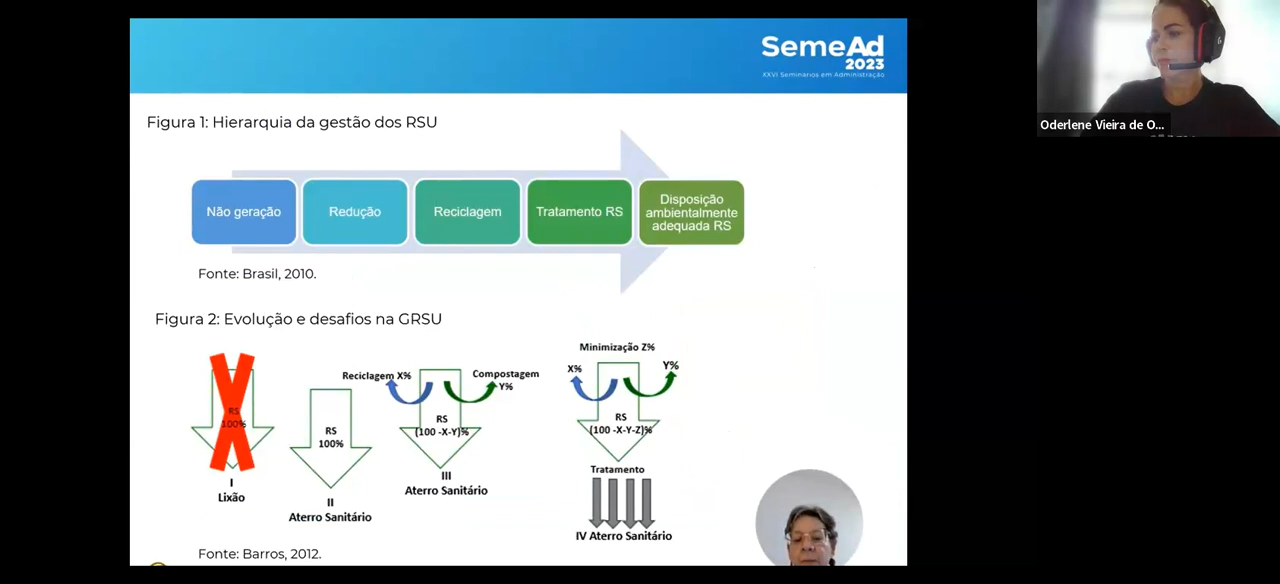 SemeAd
2023
XXVI Seminários em Administração
Oderlene Vieira de O...
Figura 1: Hierarquia da gestão dos RSU
Não geração
Redução
Reciclagem
Tratamento RS
Disposição
ambientalmente
adequada RS
Fonte: Brasil, 2010.
Figura 2: Evolução e desafios na GRSU
RS
100%
I
Lixão
RS
100%
II
Aterro Sanitário
Reciclagem X%
Compostagem
Y%
RS
(100 -X-Y)%
III
Aterro Sanitário
Minimização Z%
X%
Y%
RS
(100 -X-Y-Z)%
Tratamento
IV Aterro Sanitário
Fonte: Barros, 2012.